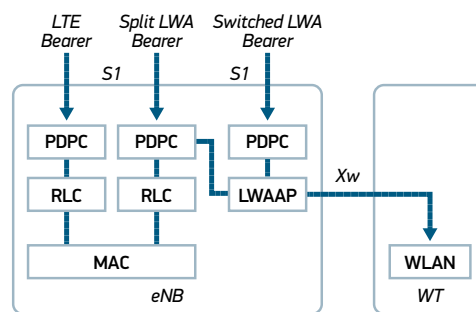 LTE
Bearer
Split LWA
Bearer
Switched LWA
Bearer
S1
S1
PDPC
PDPC
PDPC
RLC
RLC
LWAAP
Xw
MAC
WLAN
eNB
WT